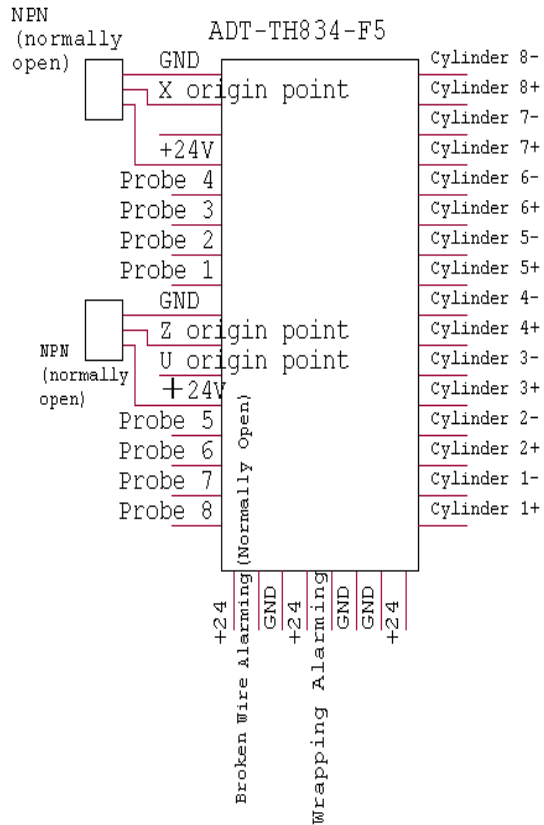 NPN
(normally
open)
ADT-TH834-F5
GND
X origin point
+24V
Probe 4
Probe 3
Probe 2
Probe 1
GND
Z origin point
U origin point
+24V
NPN
(normally
open)
Probe 5
Probe 6
Probe 7
Probe 8
Cylinder 8-
Cylinder 8+
Cylinder 7-
Cylinder 7+
Cylinder 6-
Cylinder 6+
Cylinder 5-
Cylinder 5+
Cylinder 4-
Cylinder 4+
Cylinder 3-
Cylinder 3+
Cylinder 2-
Cylinder 2+
Cylinder 1-
Cylinder 1+
+24
Broken Wire Alarming(Normally Open)
GND
+24
Wrapping Alarming
GND
GND
+24